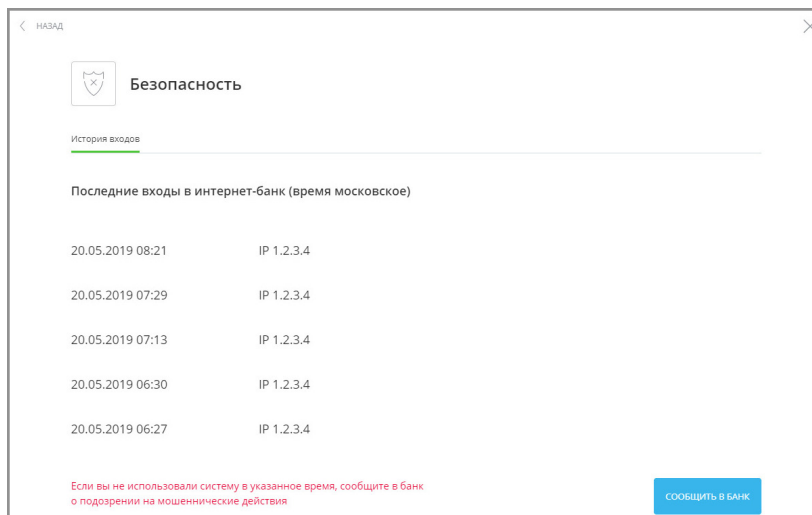 НАЗАД
Безопасность
История входов
Последние входы в интернет-банк (время московское)
20.05.2019 08:21 IP 1.2.3.4
20.05.2019 07:29 IP 1.2.3.4
20.05.2019 07:13 IP 1.2.3.4
20.05.2019 06:30 IP 1.2.3.4
20.05.2019 06:27 IP 1.2.3.4
Если вы не использовали систему в указанное время, сообщите в банк
о подозрении на мошеннические действия
СООБЩИТЬ В БАНК